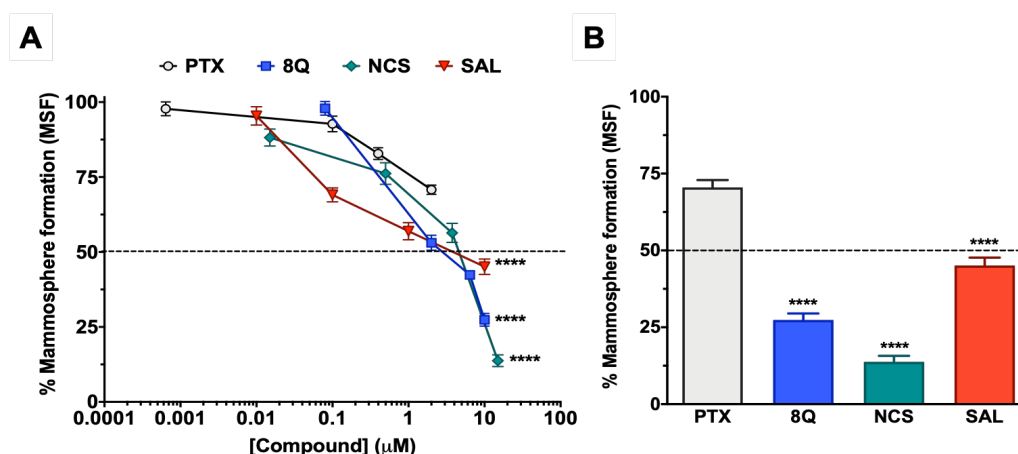 A
PTX 8Q NCS SAL
% Mammosphere formation (MSF)
100
75
50
25
0
****
****
****
0.0001 0.001 0.01 0.1 1 10 100
[Compound] (μM)
B
% Mammosphere formation (MSF)
100
75
50
25
0
****
****
****
PTX 8Q NCS SAL